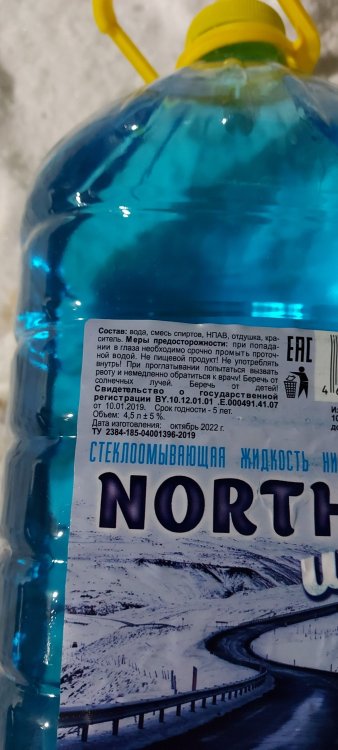 Состав: вода, смесь спиртов, НПАВ, отдушка, кра-
ситель. Меры предосторожности: при попада-
нии в глаза необходимо срочно промыть проточ-
ной водой. Не пищевой продукт! Не употреблять
внутрь! При проглатывании попытаться вызвать
рвоту и немедленно обратиться к врачу! Беречь от
солнечных лучей. Беречь от детей!
Свидетельство о государственной
регистрации BY.10.12.01.01 .Е.000491.41.07
от 10.01.2019. Срок годности - 5 лет.
Объем: 4,5 л ± 5 %.
Дата изготовления: октябрь 2022 г.
ТУ 2384-185-04001396-2019
EAC
СТЕКЛООМЫВАЮЩАЯ ЖИДКОСТЬ НИ
NORTH